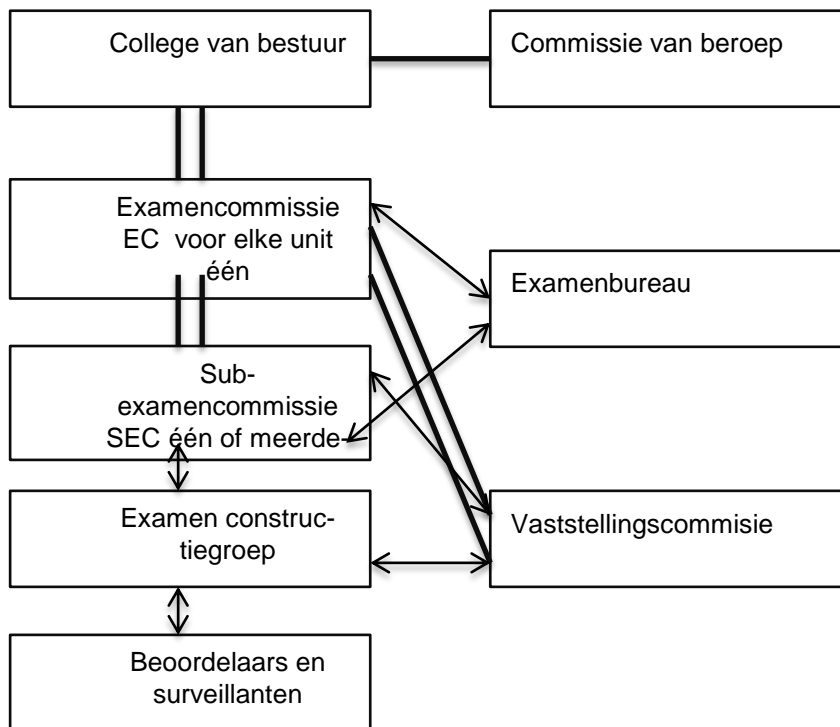 College van bestuur
Commissie van beroep
Examencommissie
EC voor elke unit
één
Examenbureau
Sub-
examencommissie
SEC één of meerde-
Examen construc-
tiegroep
Vaststellingscommisie
Beoordelaars en
surveillanten